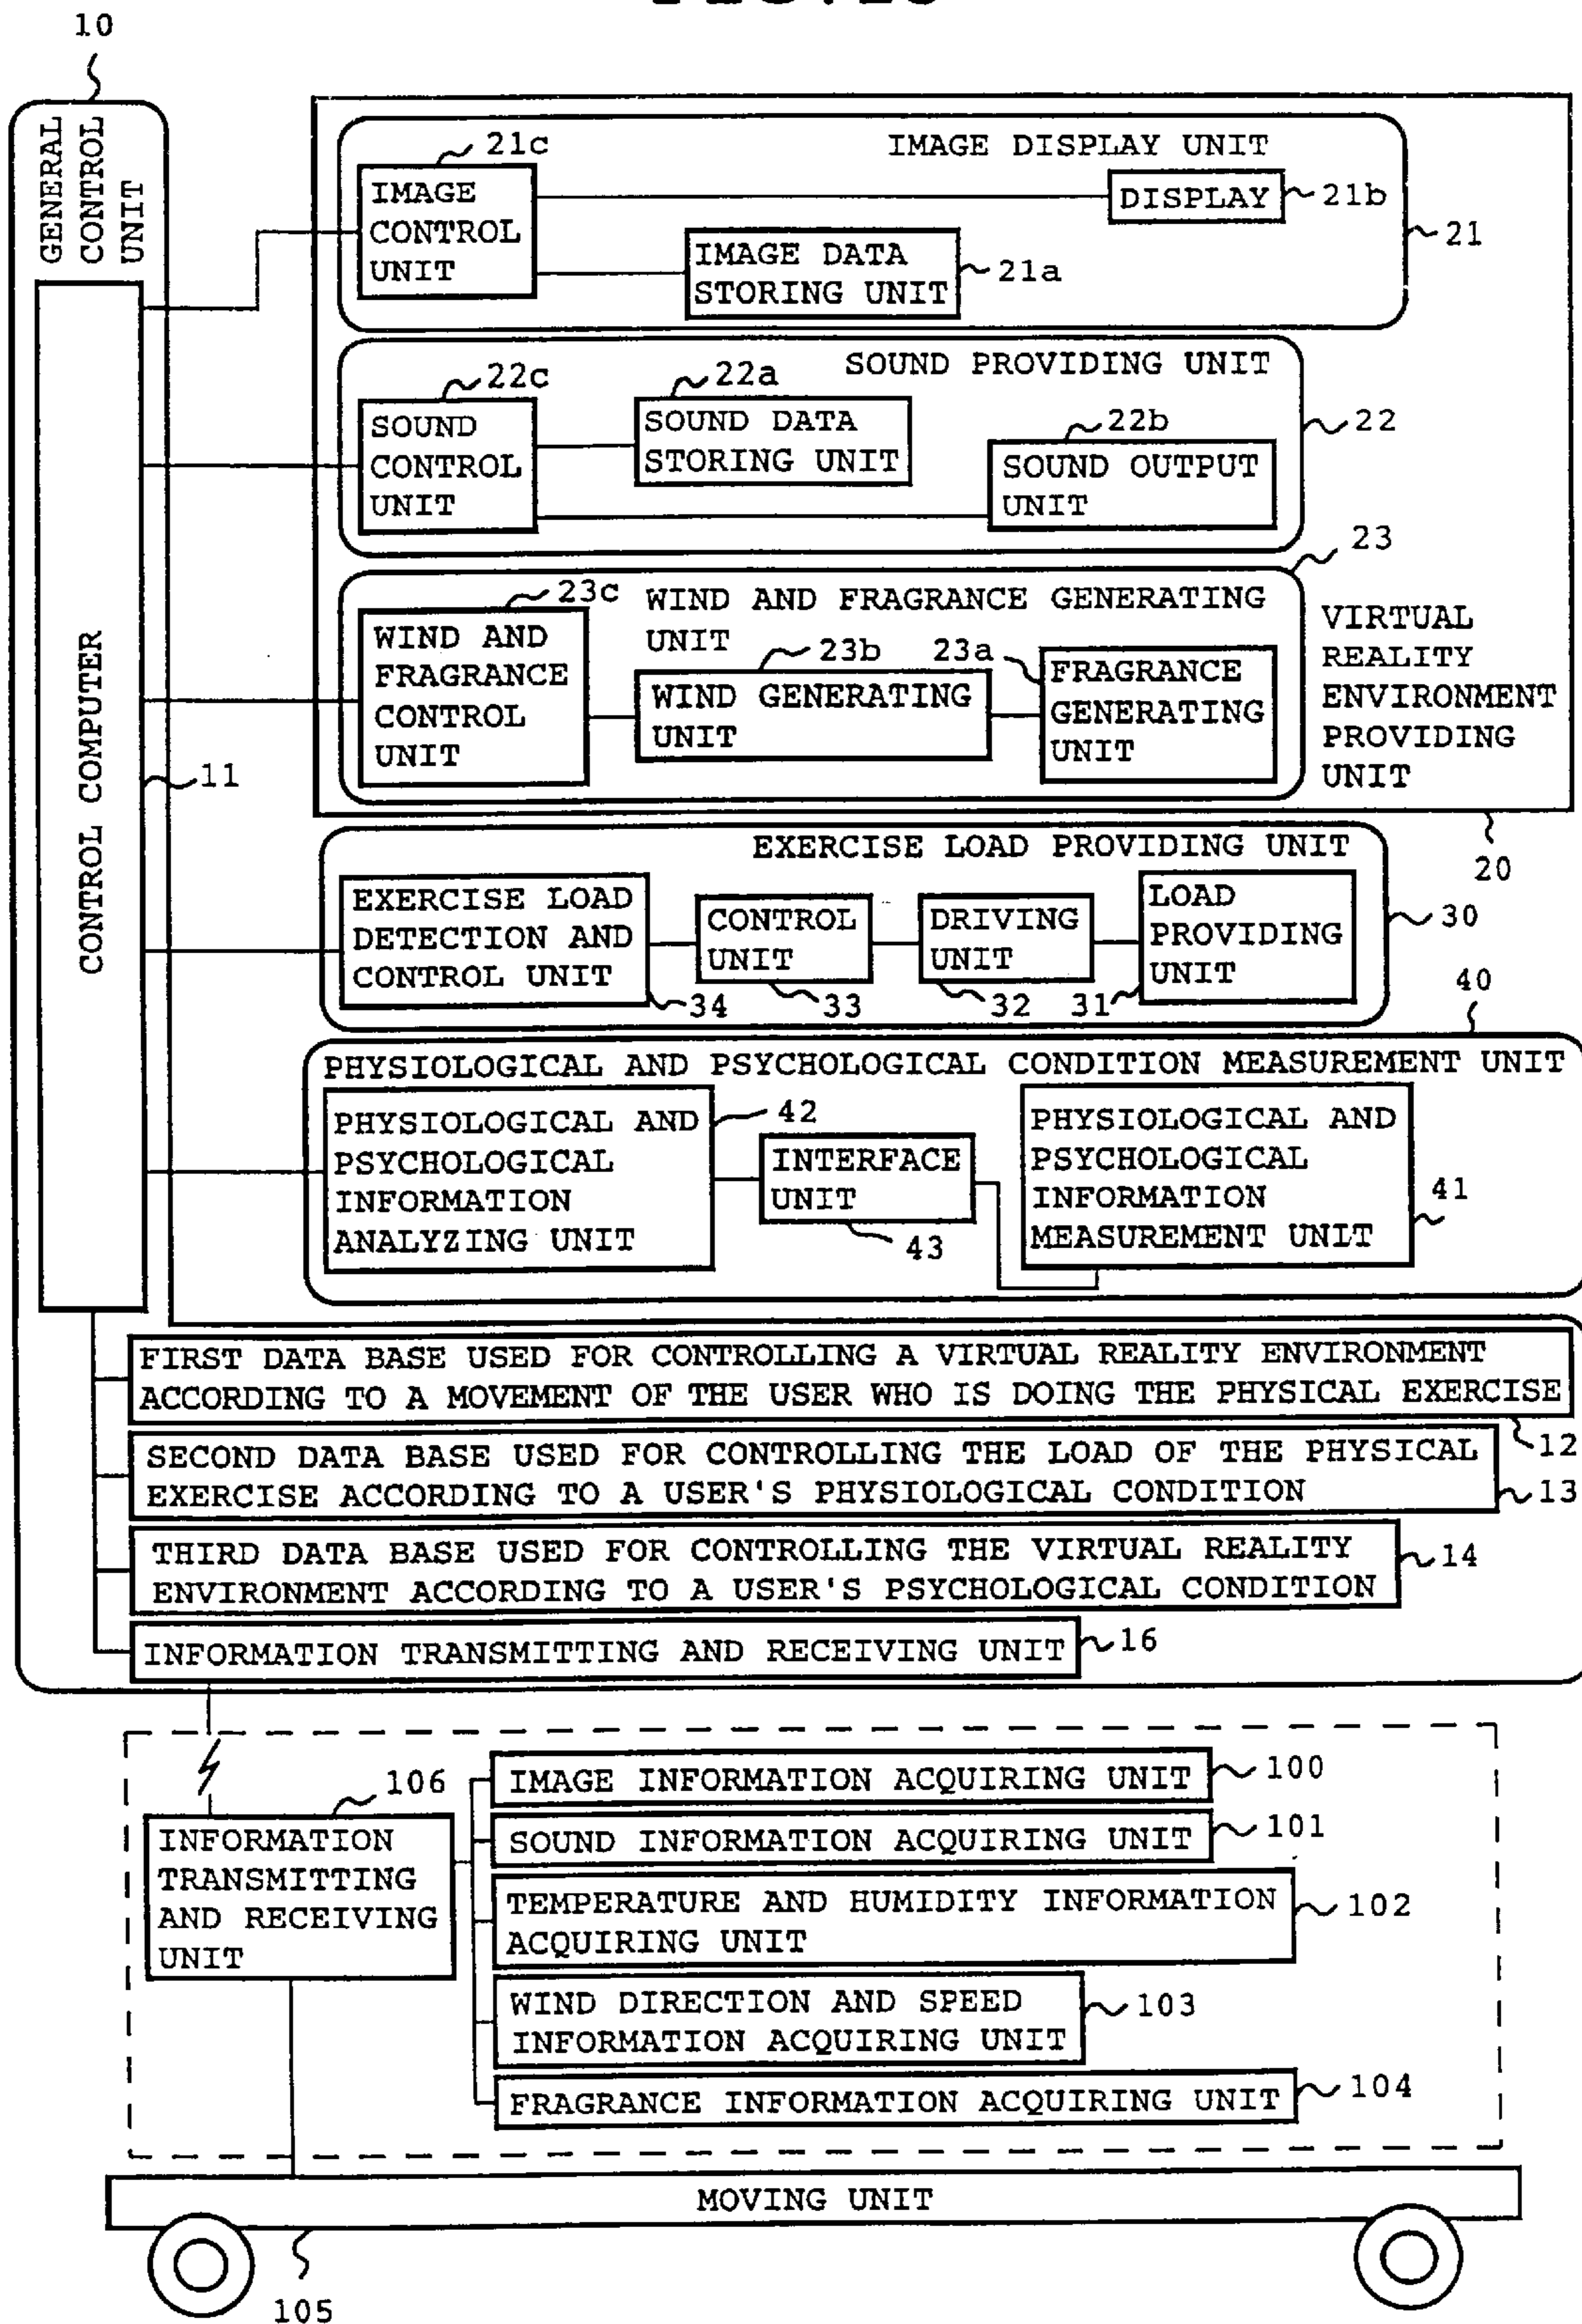 10
GENERAL
CONTROL
UNIT
CONTROL COMPUTER
11
IMAGE DISPLAY UNIT
21c
IMAGE
CONTROL
UNIT
DISPLAY
21b
21
IMAGE DATA
STORING UNIT
21a
SOUND PROVIDING UNIT
22c
22a
SOUND
CONTROL
UNIT
SOUND DATA
STORING UNIT
22b
22
SOUND OUTPUT
UNIT
23
23c
WIND AND FRAGRANCE GENERATING
UNIT
WIND AND
FRAGRANCE
CONTROL
UNIT
23b
WIND GENERATING
UNIT
23a
FRAGRANCE
GENERATING
UNIT
VIRTUAL
REALITY
ENVIRONMENT
PROVIDING
UNIT
20
EXERCISE LOAD PROVIDING UNIT
EXERCISE LOAD
DETECTION AND
CONTROL UNIT
34
CONTROL
UNIT
33
DRIVING
UNIT
32
LOAD
PROVIDING
UNIT
31
30
40
PHYSIOLOGICAL AND PSYCHOLOGICAL CONDITION MEASUREMENT UNIT
PHYSIOLOGICAL AND
PSYCHOLOGICAL
INFORMATION
ANALYZING UNIT
42
INTERFACE
UNIT
43
PHYSIOLOGICAL AND
PSYCHOLOGICAL
INFORMATION
MEASUREMENT UNIT
41
FIRST DATA BASE USED FOR CONTROLLING A VIRTUAL REALITY ENVIRONMENT
ACCORDING TO A MOVEMENT OF THE USER WHO IS DOING THE PHYSICAL EXERCISE
12
SECOND DATA BASE USED FOR CONTROLLING THE LOAD OF THE PHYSICAL
EXERCISE ACCORDING TO A USER'S PHYSIOLOGICAL CONDITION
13
THIRD DATA BASE USED FOR CONTROLLING THE VIRTUAL REALITY
ENVIRONMENT ACCORDING TO A USER'S PSYCHOLOGICAL CONDITION
14
INFORMATION TRANSMITTING AND RECEIVING UNIT
16
106
INFORMATION
TRANSMITTING
AND RECEIVING
UNIT
IMAGE INFORMATION ACQUIRING UNIT
100
SOUND INFORMATION ACQUIRING UNIT
101
TEMPERATURE AND HUMIDITY INFORMATION
ACQUIRING UNIT
102
WIND DIRECTION AND SPEED
INFORMATION ACQUIRING UNIT
103
FRAGRANCE INFORMATION ACQUIRING UNIT
104
MOVING UNIT
105